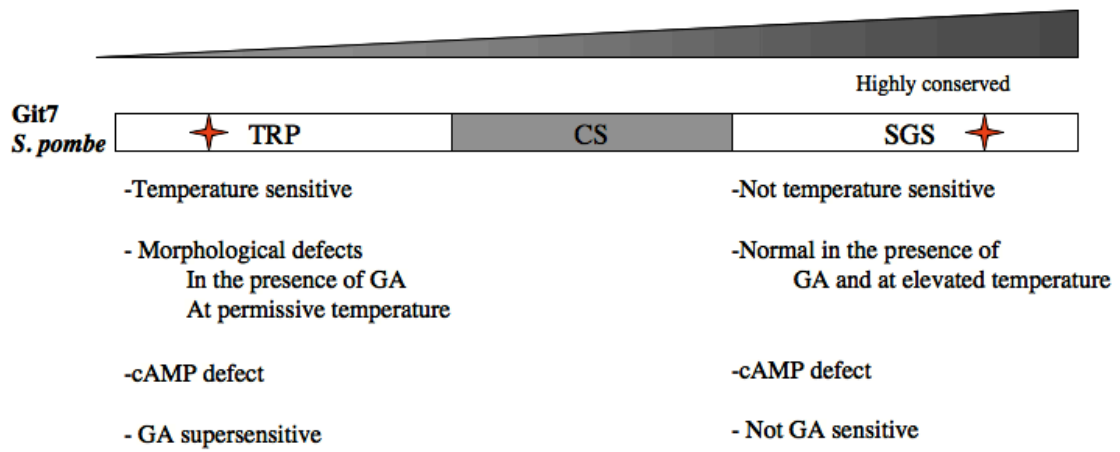 Highly conserved
Git7
S. pombe
TRP
CS
SGS
-Temperature sensitive
- Morphological defects
In the presence of GA
At permissive temperature
-cAMP defect
- GA supersensitive
-Not temperature sensitive
-Normal in the presence of
GA and at elevated temperature
-cAMP defect
- Not GA sensitive